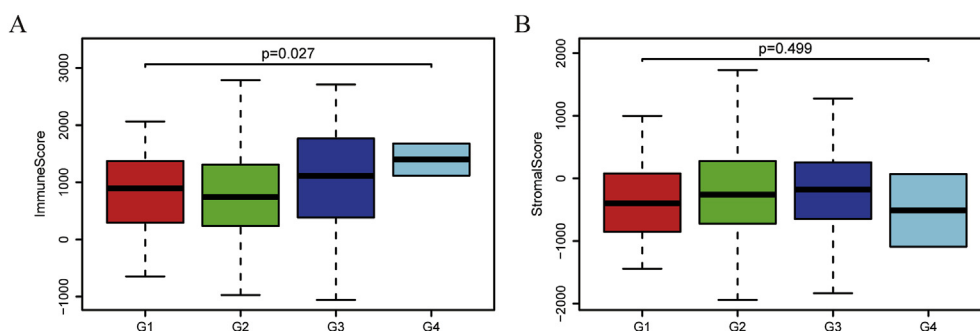 A
p=0.027
ImmuneScore
3000
2000
1000
0
−1000
G1 G2 G3 G4
B
p=0.499
StromalScore
2000
1000
0
−1000
−2000
G1 G2 G3 G4